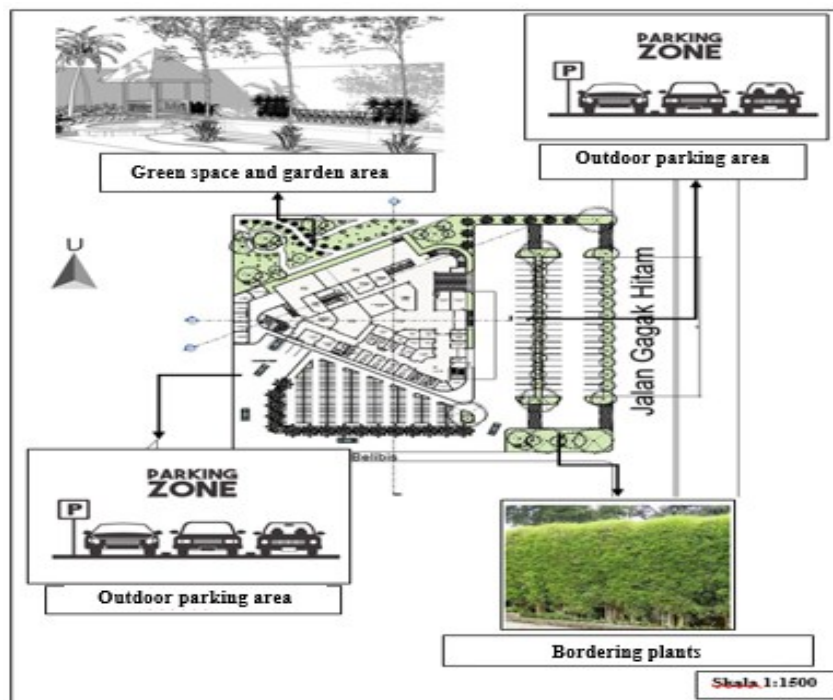 PARKING
ZONE
P
Green space and garden area
Outdoor parking area
U
Jalan Gagak Hitam
Belibis
PARKING
ZONE
P
Outdoor parking area
Bordering plants
Skala 1:1500